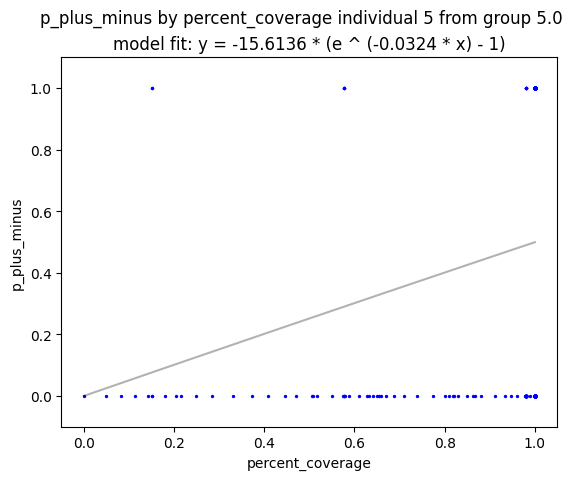 p_plus_minus by percent_coverage individual 5 from group 5.0
model fit: y = -15.6136 * (e ^ (-0.0324 * x) - 1)
1.0
0.8
0.6
0.4
0.2
0.0
p_plus_minus
0.0 0.2 0.4 0.6 0.8 1.0
percent_coverage